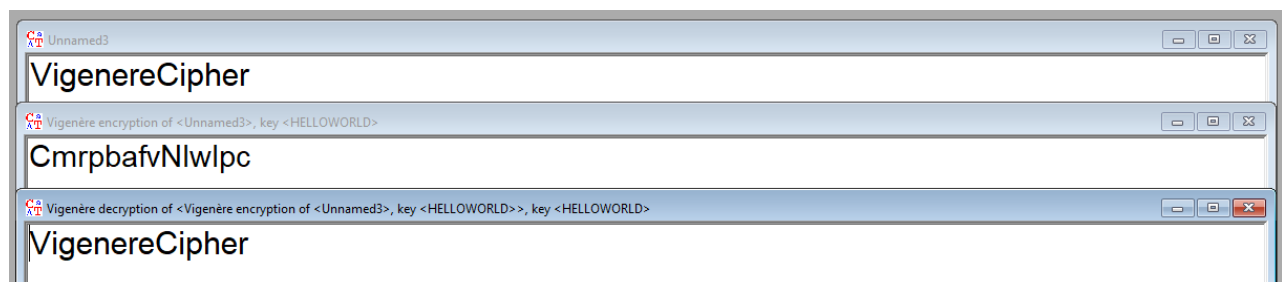 Unnamed3
VigenereCipher
Vigenère encryption of <Unnamed3>, key <HELLOWORLD>
CmrpbafvNlwlpc
Vigenère decryption of <Vigenère encryption of <Unnamed3>, key <HELLOWORLD>>, key <HELLOWORLD>
VigenereCipher